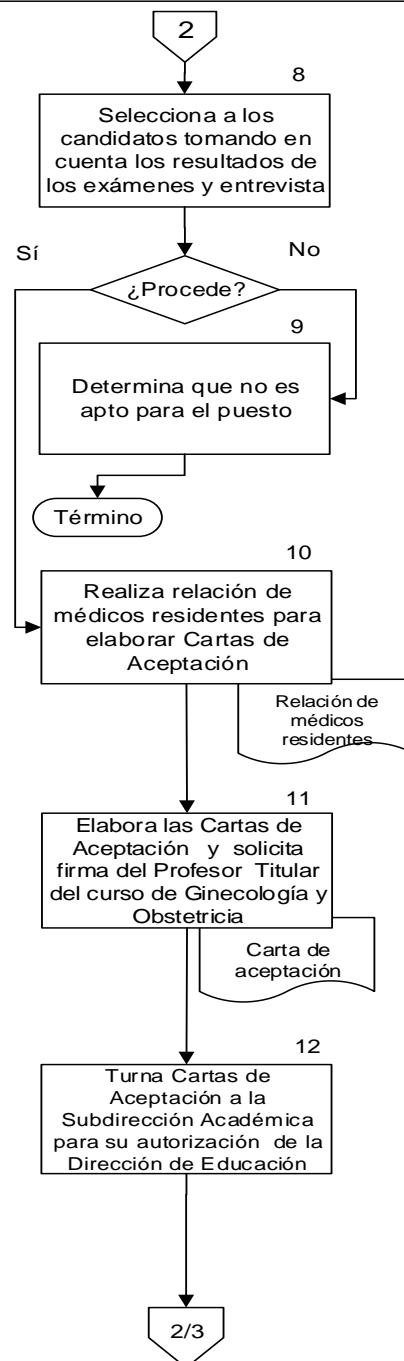 2
8
Selecciona a los
candidatos tomando en
cuenta los resultados de
los exámenes y entrevista
Sí
No
¿Procede?
9
Determina que no es
apto para el puesto
Término
10
Realiza relación de
médicos residentes para
elaborar Cartas de
Aceptación
Relación de
médicos
residentes
11
Elabora las Cartas de
Aceptación y solicita
firma del Profesor Titular
del curso de Ginecología y
Obstetricia
Carta de
aceptación
12
Turna Cartas de
Aceptación a la
Subdirección Académica
para su autorización de la
Dirección de Educación
2/3